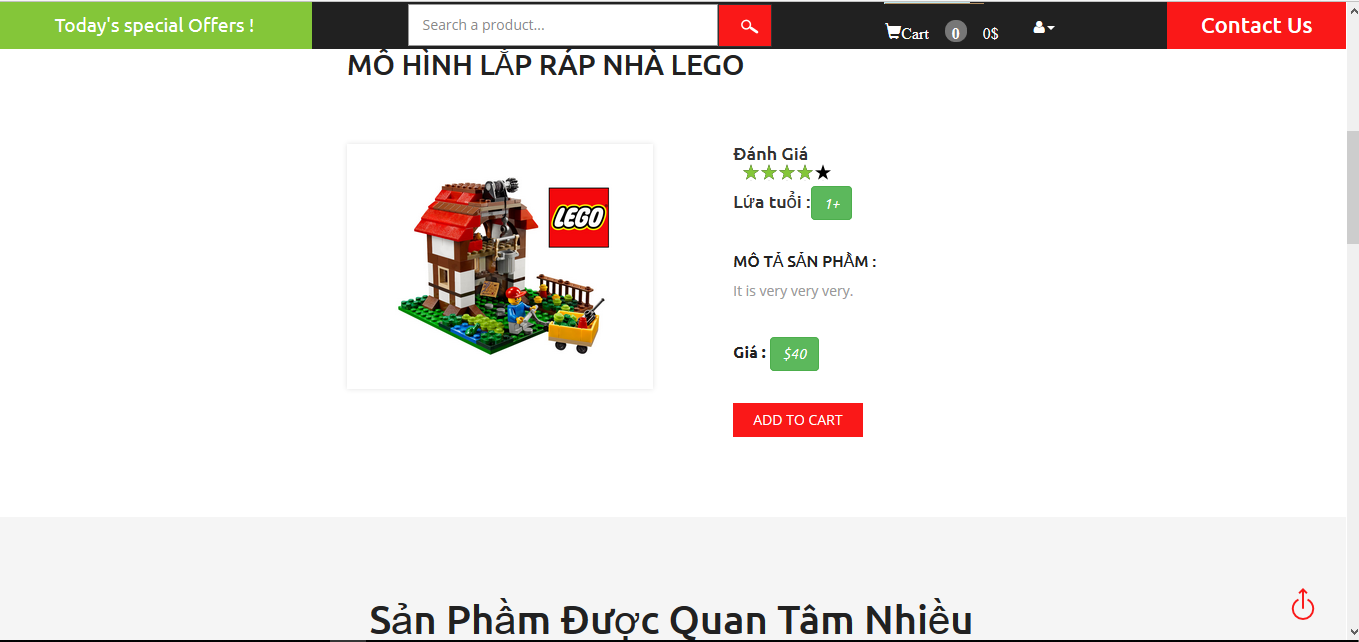 Today's special Offers !
Search a product...
Cart 0 0$
Contact Us
MÔ HÌNH LẮP RÁP NHÀ LEGO
LEGO
Đánh Giá
Lứa tuổi : 1+
MÔ TẢ SẢN PHẦM :
It is very very very.
Giá : $40
ADD TO CART
Sản Phầm Được Quan Tâm Nhiều